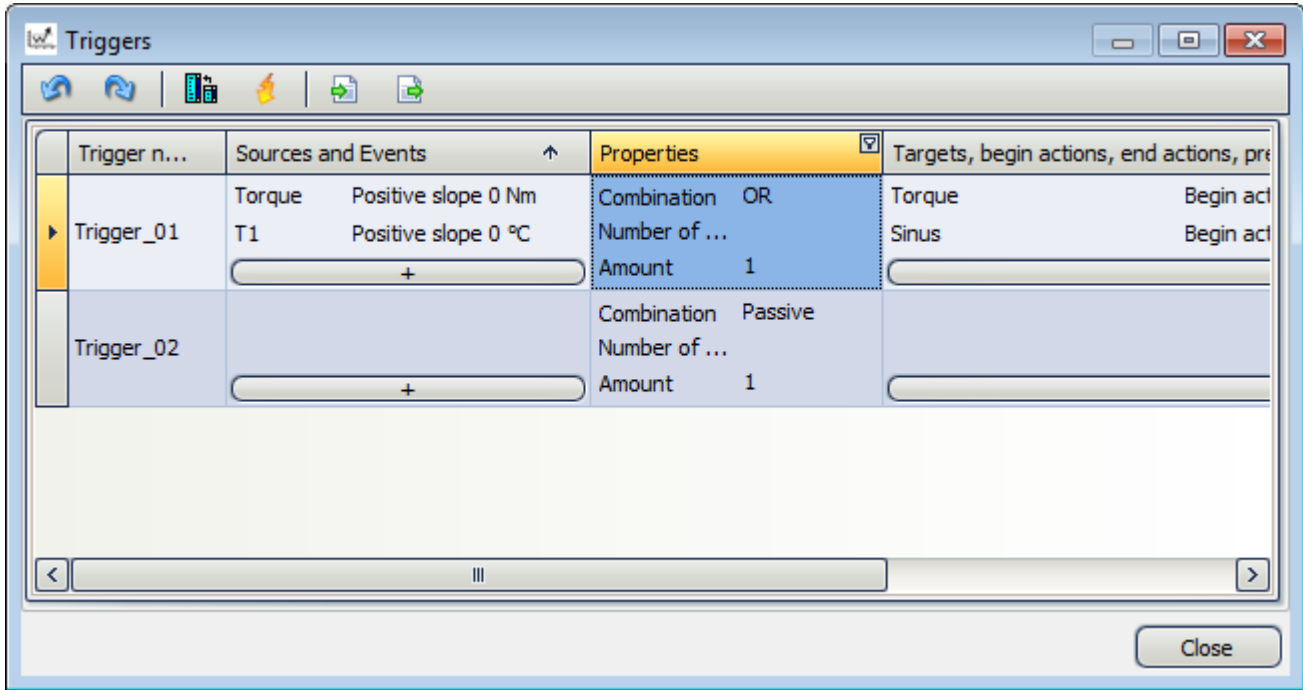 Triggers
Trigger n... Sources and Events Properties Targets, begin actions, end actions, pre
Torque Positive slope 0 Nm Combination OR Torque Begin act
Trigger_01 T1 Positive slope 0 ºC Number of ... Sinus Begin act
+ Amount 1
Combination Passive
Trigger_02 Number of ...
+ Amount 1
Close